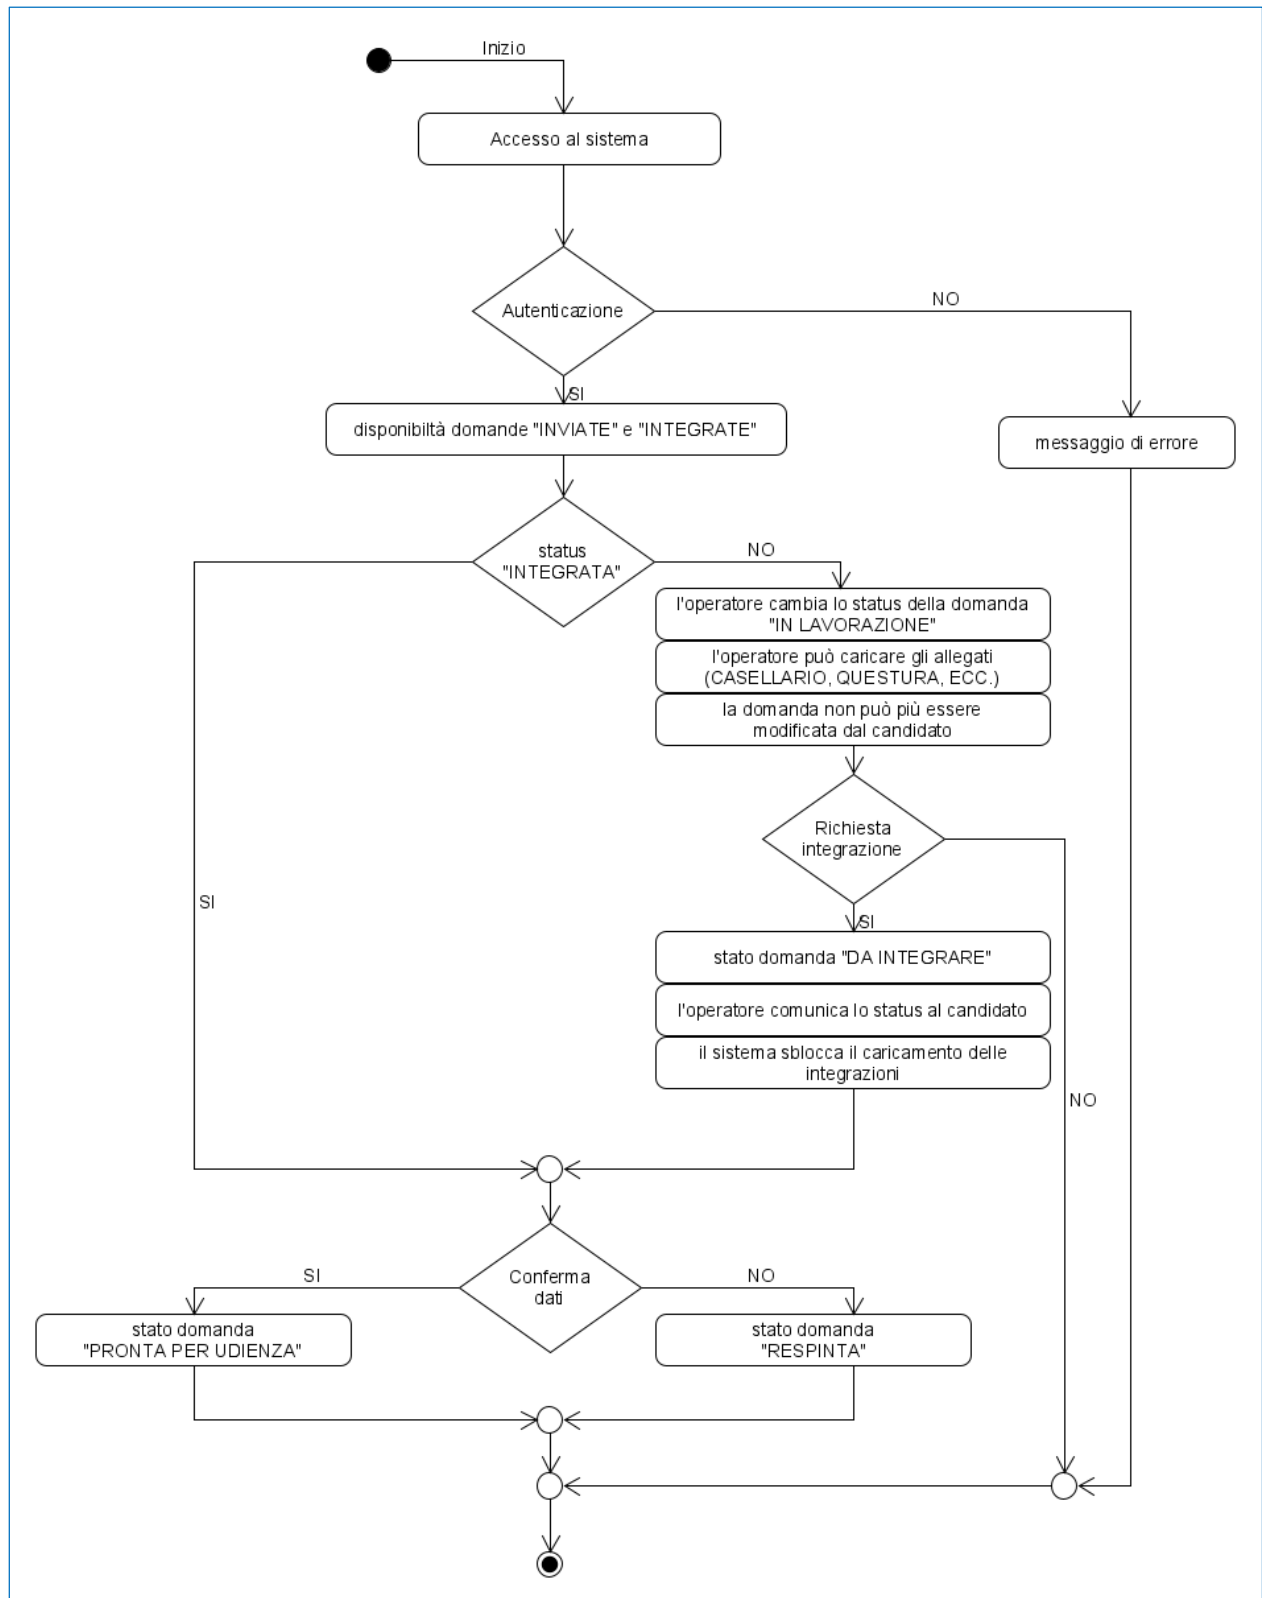 Inizio
Accesso al sistema
Autenticazione
NO
SI
disponibiltà domande "INVIATE" e "INTEGRATE"
messaggio di errore
status
"INTEGRATA"
NO
l'operatore cambia lo status della domanda
"IN LAVORAZIONE"
l'operatore può caricare gli allegati
(CASELLARIO, QUESTURA, ECC.)
la domanda non può più essere
modificata dal candidato
Richiesta
integrazione
SI
SI
stato domanda "DA INTEGRARE"
l'operatore comunica lo status al candidato
il sistema sblocca il caricamento delle
integrazioni
NO
Conferma
dati
SI
NO
stato domanda
"PRONTA PER UDIENZA"
stato domanda
"RESPINTA"